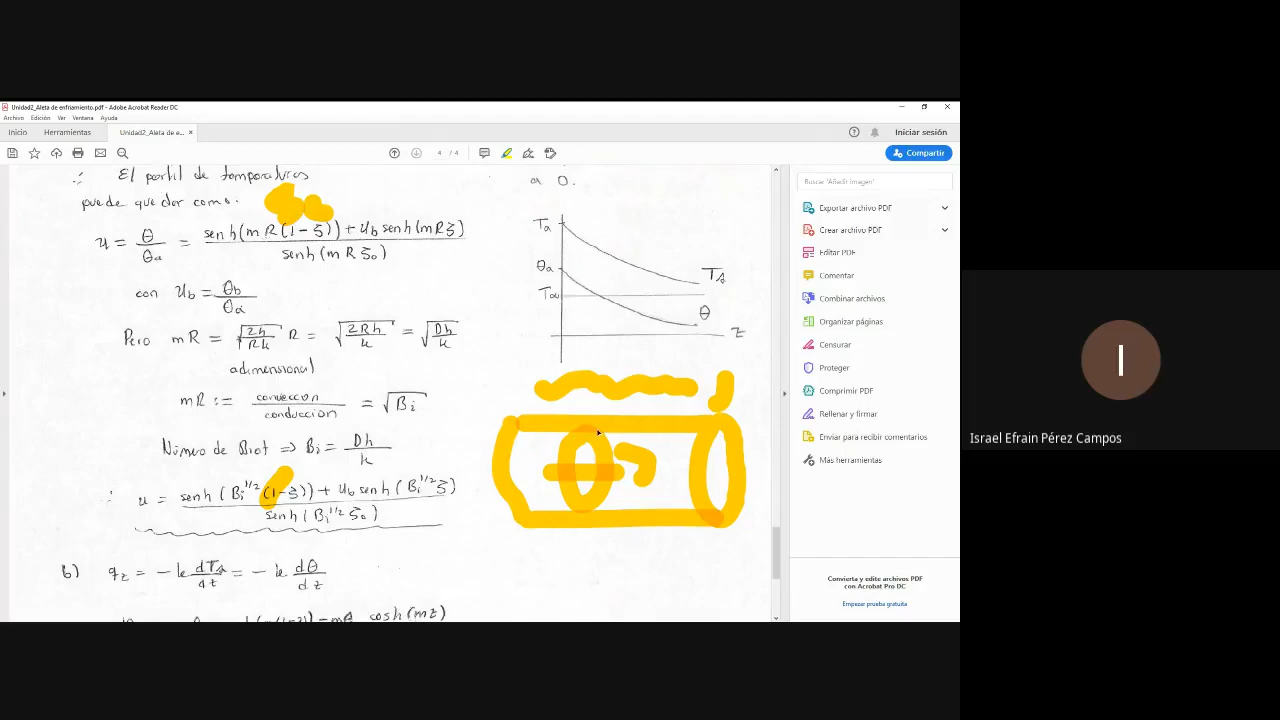 Unidad2_Aleta de enfriamiento.pdf - Adobe Acrobat Reader DC
Archivo Edición Ver Ventana Ayuda
Inicio Herramientas Unidad2_Aleta de e... × Iniciar sesión
4 / 4 Compartir
∴ El perfil de temperaturas
puede quedar como:
u = θ/θa = senh(mR(1-ξ)) + Ub senh(mRξ) / senh(mRξ0)
con Ub = θb/θa
Pero mR = √(2h/Rk) R = √(2Rh/k) = √(Dh/k)
adimensional
mR := conveccion/conduccion = √Bi
Número de Biot ⇒ Bi = Dh/k
∴ u = senh(Bi^1/2 (1-ξ)) + Ub senh(Bi^1/2 ξ) / senh(Bi^1/2 ξ0)
b) qz = -k dTA/dz = -k dθ/dz
cosh(mz)
a 0.
Ta
θa
T∞
TA
θ
z
Buscar 'Añadir imagen'
Exportar archivo PDF
Crear archivo PDF
Editar PDF
Comentar
Combinar archivos
Organizar páginas
Censurar
Proteger
Comprimir PDF
Rellenar y firmar
Enviar para recibir comentarios
Más herramientas
Convierta y edite archivos PDF
con Acrobat Pro DC
Empezar prueba gratuita
I
Israel Efrain Pérez Campos